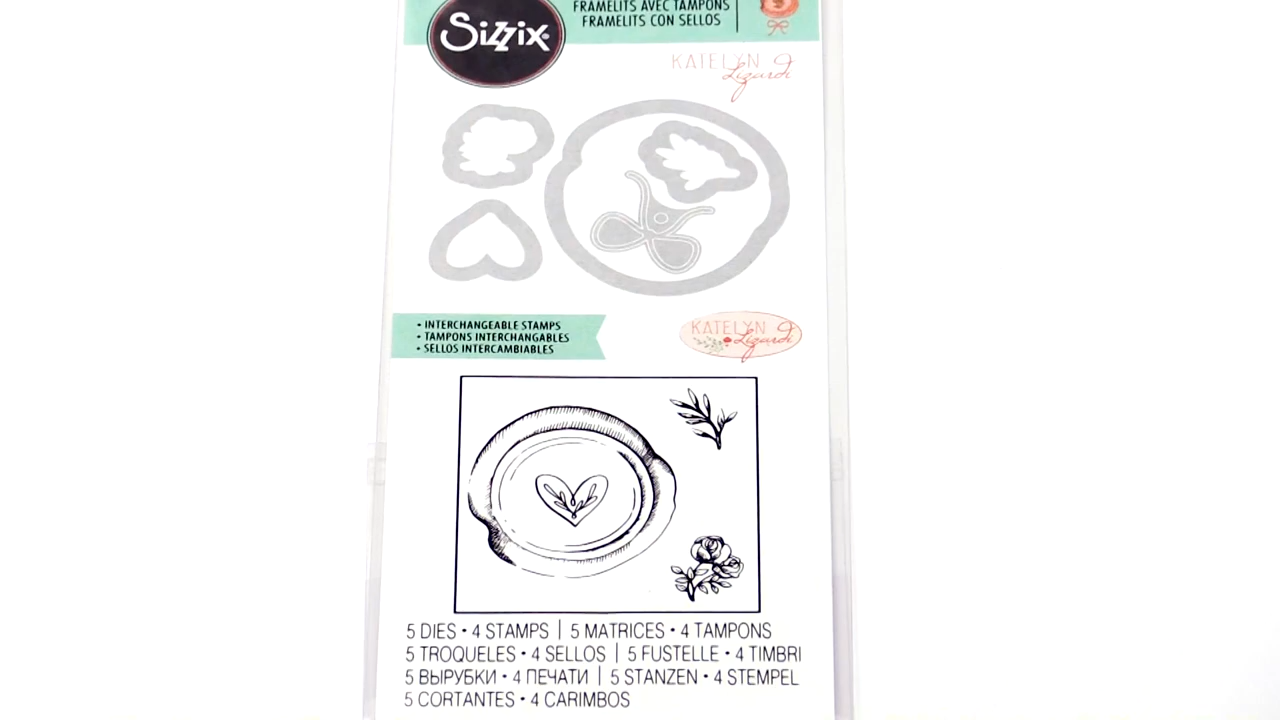 FRAMELITS AVEC TAMPONS
FRAMELITS CON SELLOS
Sizzix
KATELYN
Lizardi
• INTERCHANGEABLE STAMPS
• TAMPONS INTERCHANGABLES
• SELLOS INTERCAMBIABLES
KATELYN
Lizardi
5 DIES • 4 STAMPS | 5 MATRICES • 4 TAMPONS
5 TROQUELES • 4 SELLOS | 5 FUSTELLE • 4 TIMBRI
5 ВЫРУБКИ • 4 ПЕЧАТИ | 5 STANZEN • 4 STEMPEL
5 CORTANTES • 4 CARIMBOS